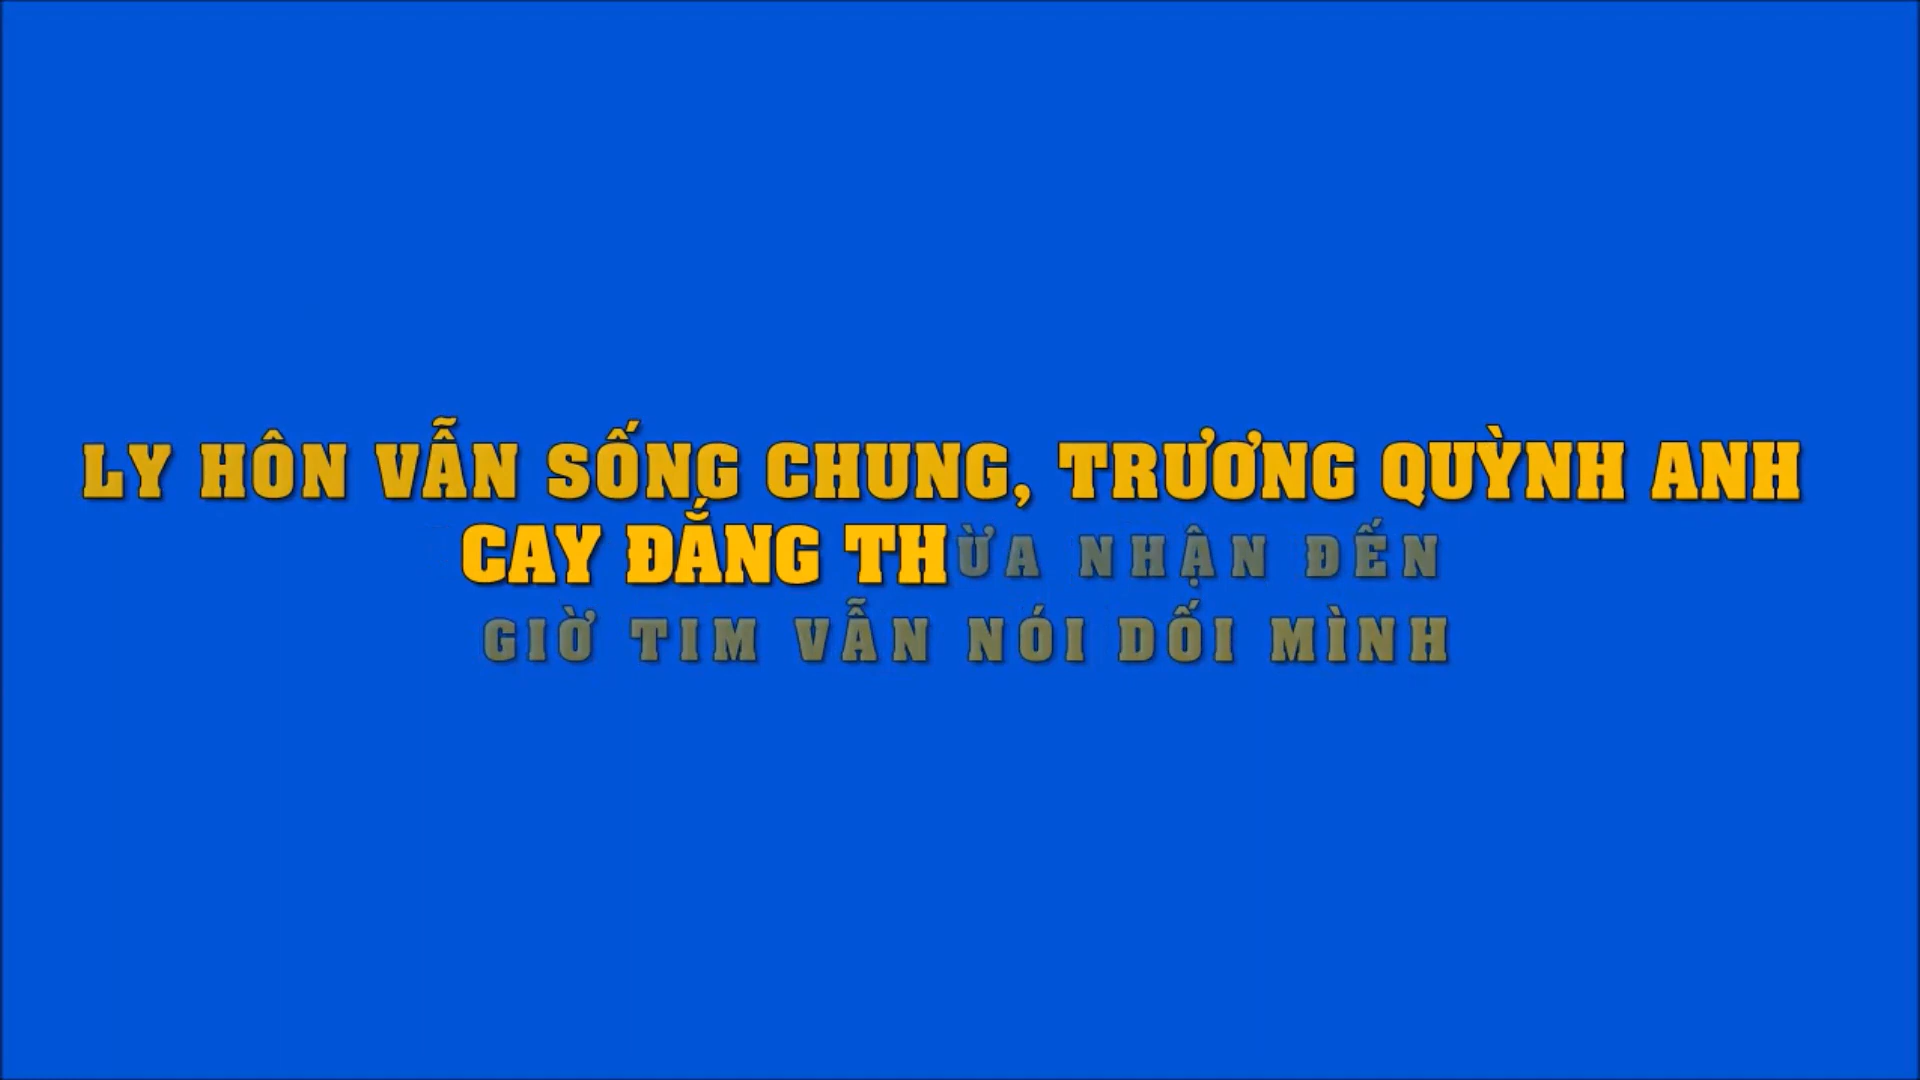 LY HÔN VẪN SỐNG CHUNG, TRƯƠNG QUỲNH ANH
CAY ĐẮNG THỪA NHẬN ĐẾN
GIỜ TIM VẪN NÓI DỐI MÌNH